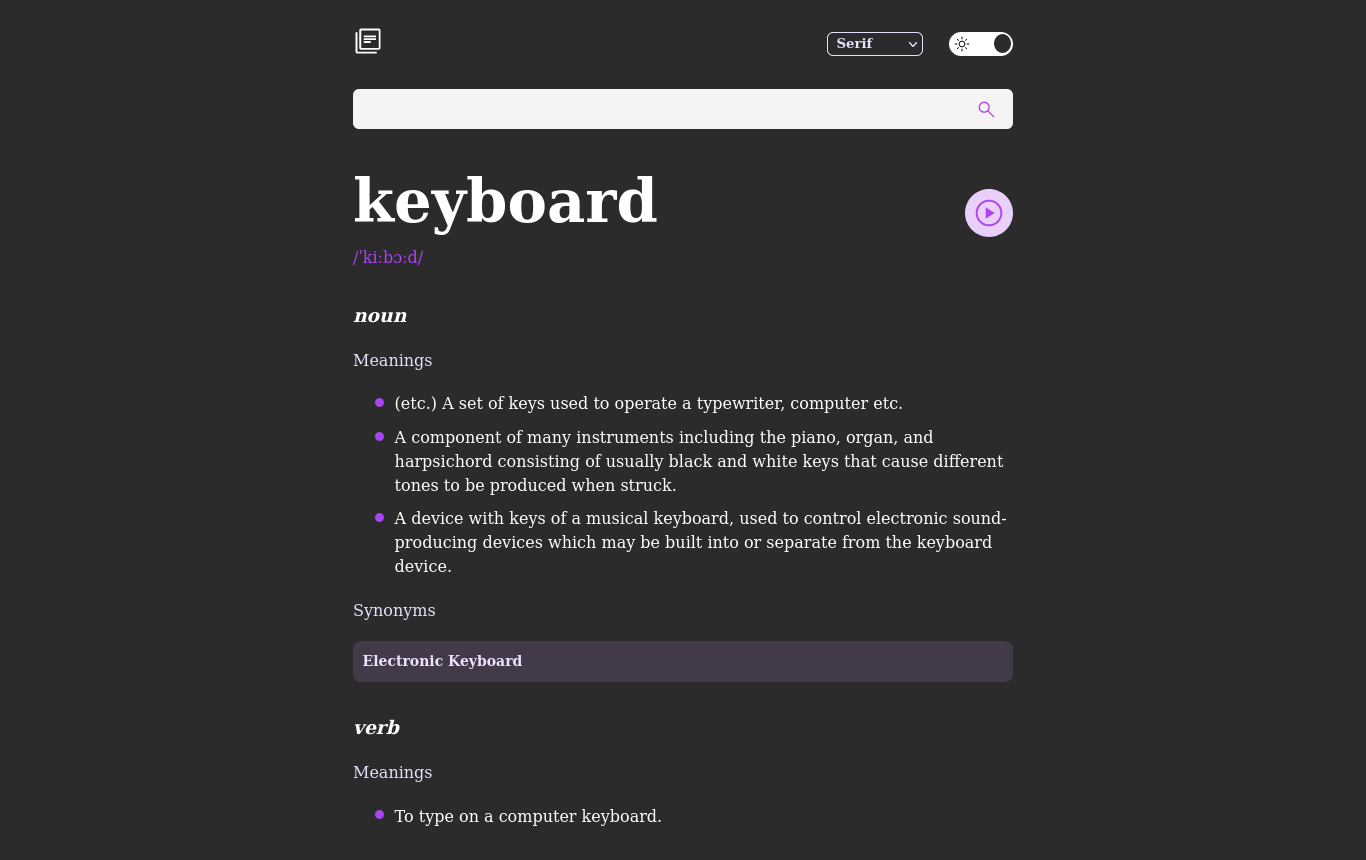 Serif
keyboard
/ˈkiːbɔːd/
noun
Meanings
(etc.) A set of keys used to operate a typewriter, computer etc.
A component of many instruments including the piano, organ, and
harpsichord consisting of usually black and white keys that cause different
tones to be produced when struck.
A device with keys of a musical keyboard, used to control electronic sound-
producing devices which may be built into or separate from the keyboard
device.
Synonyms
Electronic Keyboard
verb
Meanings
To type on a computer keyboard.